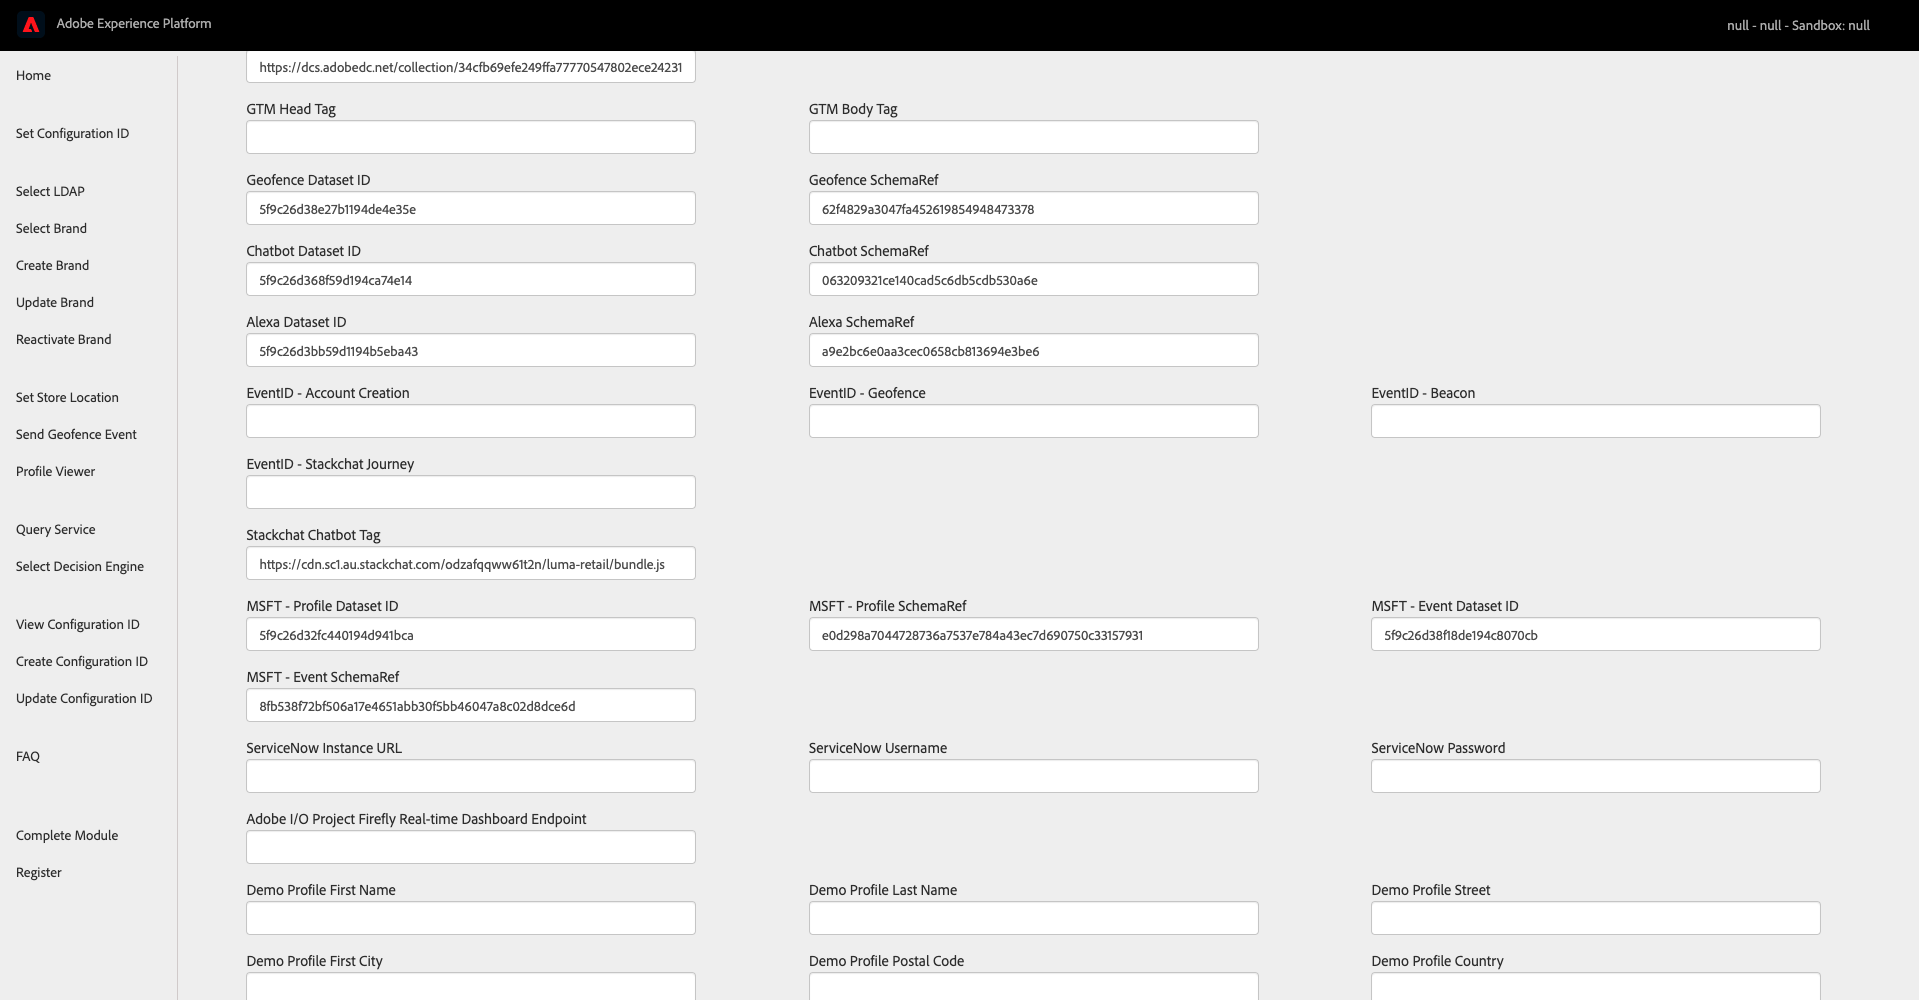 Adobe Experience Platform
null - null - Sandbox: null
Home
Set Configuration ID
Select LDAP
Select Brand
Create Brand
Update Brand
Reactivate Brand
Set Store Location
Send Geofence Event
Profile Viewer
Query Service
Select Decision Engine
View Configuration ID
Create Configuration ID
Update Configuration ID
FAQ
Complete Module
Register
https://dcs.adobedc.net/collection/34cfb69efe249ffa77770547802ece24231
GTM Head Tag
GTM Body Tag
Geofence Dataset ID
Geofence SchemaRef
5f9c26d38e27b1194de4e35e
62f4829a3047fa452619854948473378
Chatbot Dataset ID
Chatbot SchemaRef
5f9c26d368f59d194ca74e14
063209321ce140cad5c6db5cdb530a6e
Alexa Dataset ID
Alexa SchemaRef
5f9c26d3bb59d1194b5eba43
a9e2bc6e0aa3cec0658cb813694e3be6
EventID - Account Creation
EventID - Geofence
EventID - Beacon
EventID - Stackchat Journey
Stackchat Chatbot Tag
https://cdn.sc1.au.stackchat.com/odzafqqww61t2n/luma-retail/bundle.js
MSFT - Profile Dataset ID
MSFT - Profile SchemaRef
MSFT - Event Dataset ID
5f9c26d32fc440194d941bca
e0d298a7044728736a7537e784a43ec7d690750c33157931
5f9c26d38f18de194c8070cb
MSFT - Event SchemaRef
8fb538f72bf506a17e4651abb30f5bb46047a8c02d8dce6d
ServiceNow Instance URL
ServiceNow Username
ServiceNow Password
Adobe I/O Project Firefly Real-time Dashboard Endpoint
Demo Profile First Name
Demo Profile Last Name
Demo Profile Street
Demo Profile First City
Demo Profile Postal Code
Demo Profile Country